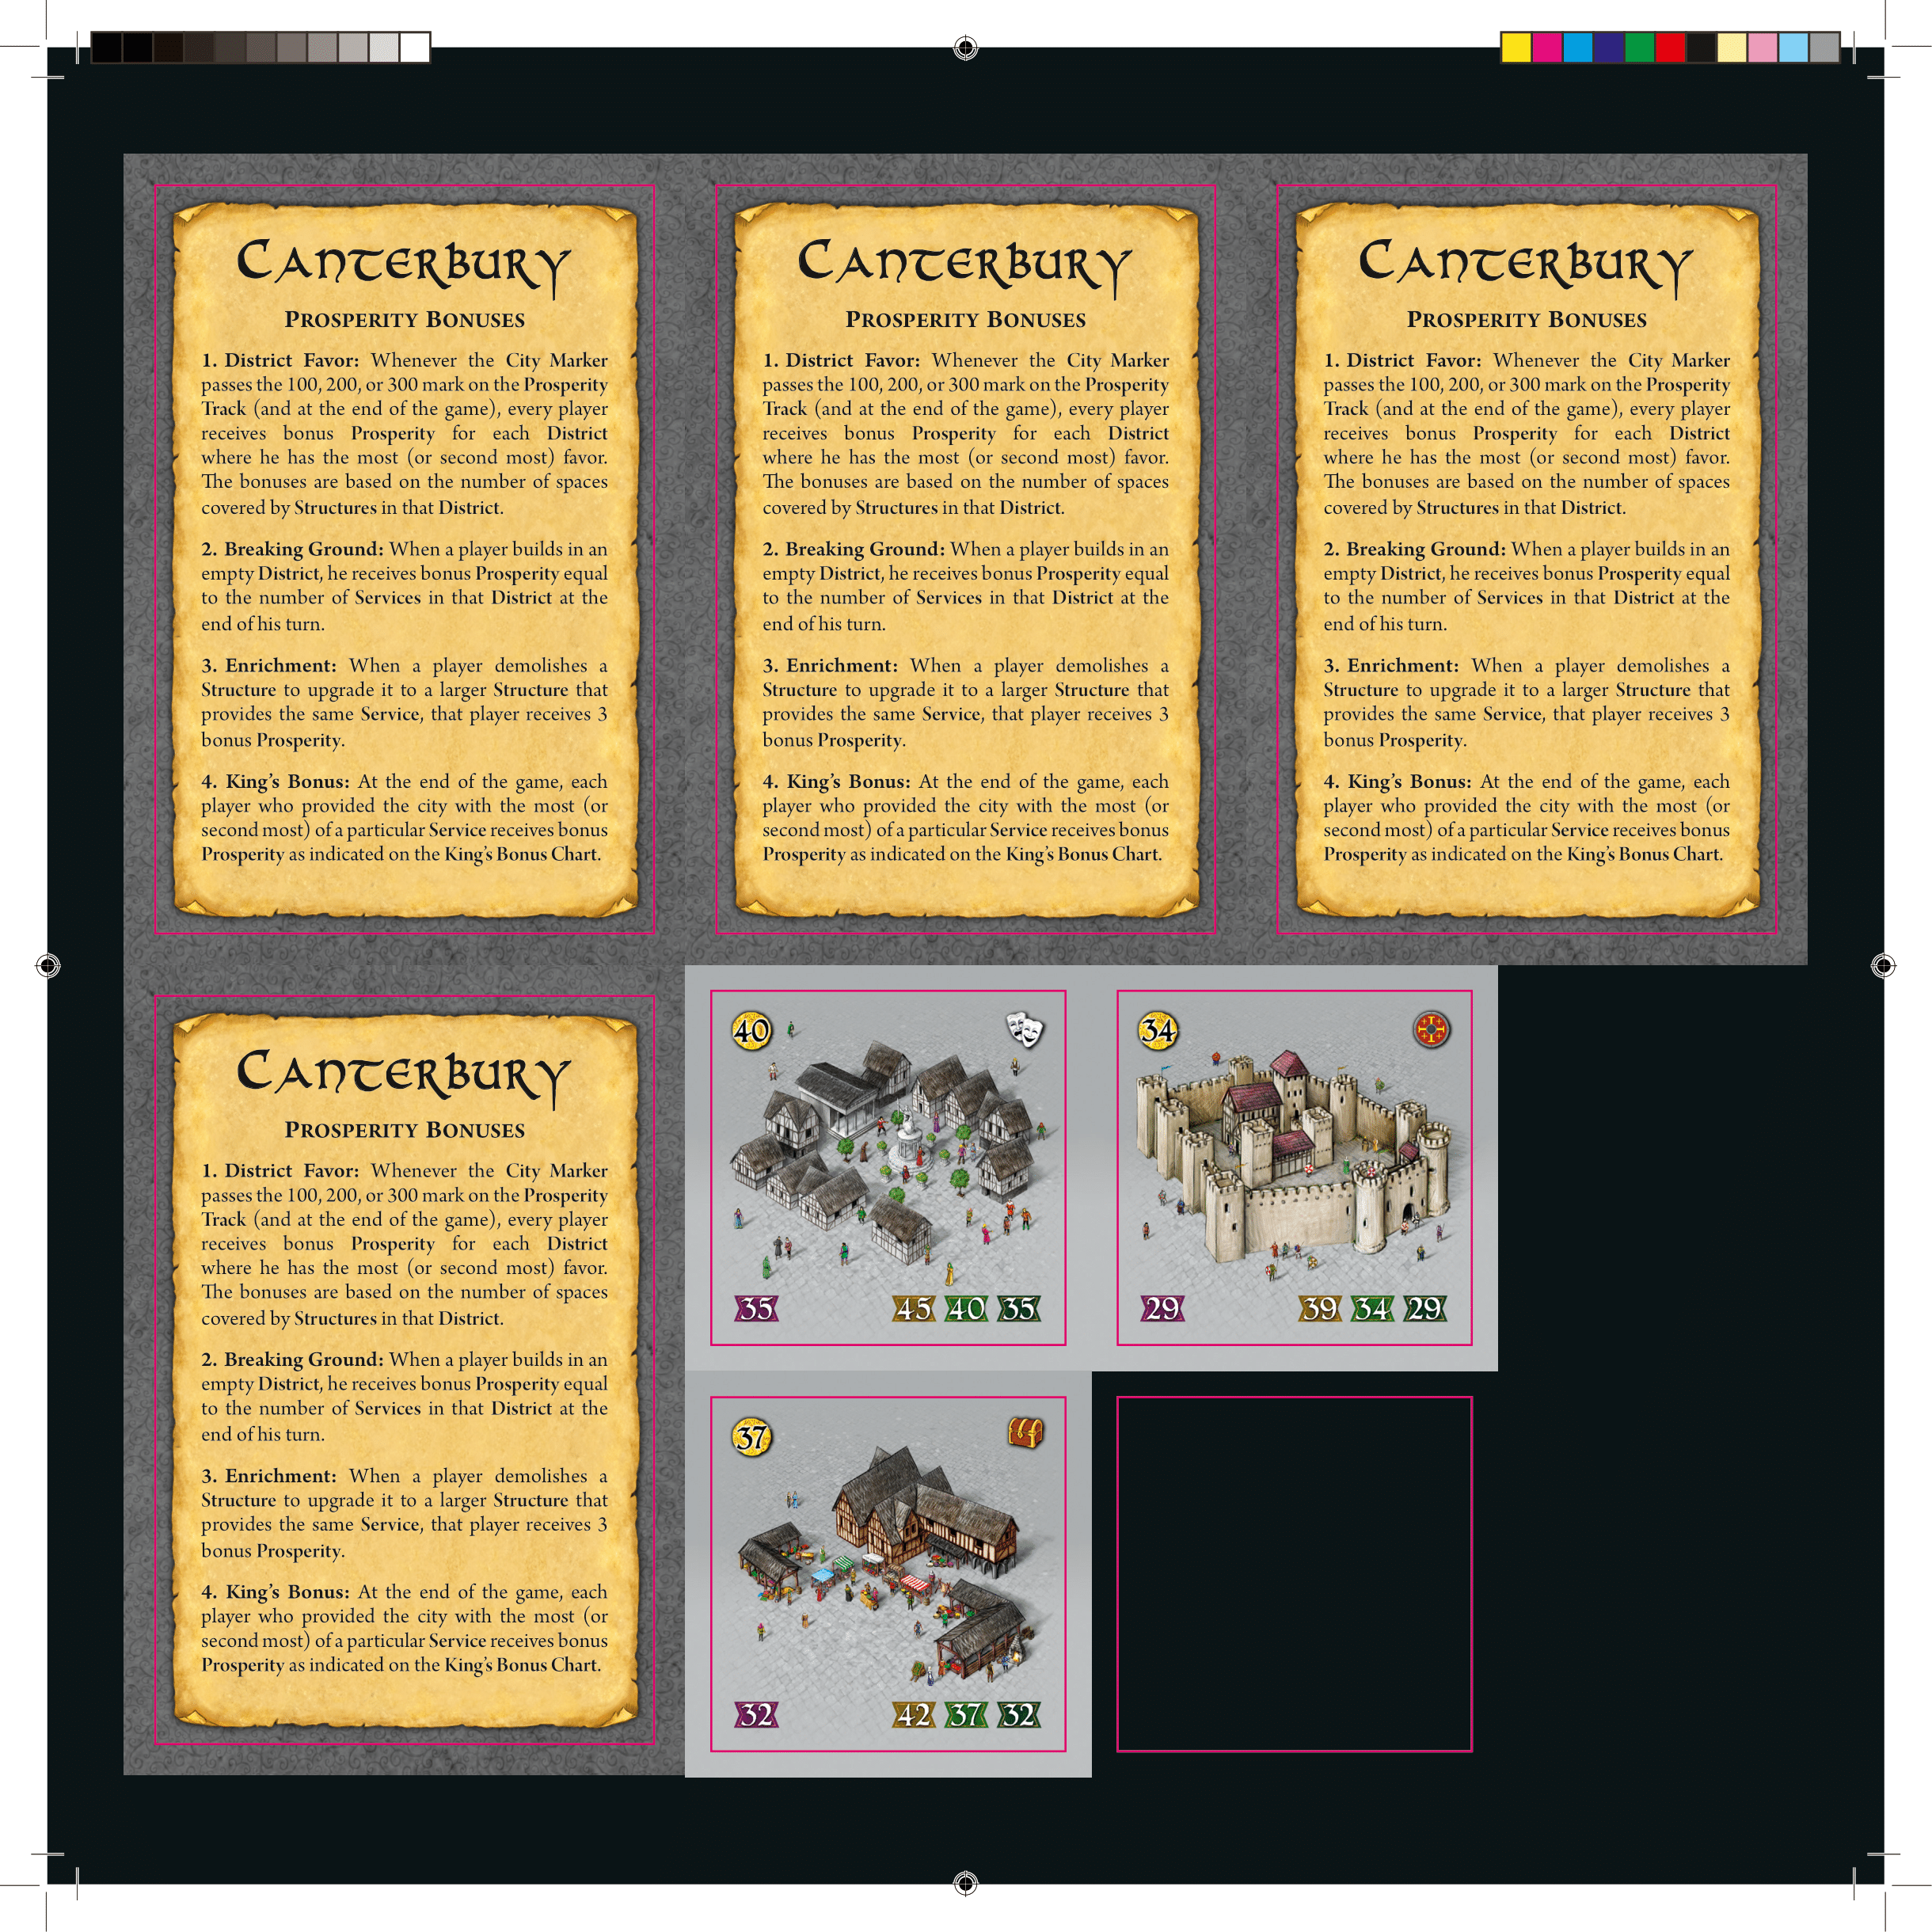 Canterbury
Prosperity Bonuses
1. District Favor: Whenever the City Marker
passes the 100, 200, or 300 mark on the Prosperity
Track (and at the end of the game), every player
receives bonus Prosperity for each District
where he has the most (or second most) favor.
The bonuses are based on the number of spaces
covered by Structures in that District.
2. Breaking Ground: When a player builds in an
empty District, he receives bonus Prosperity equal
to the number of Services in that District at the
end of his turn.
3. Enrichment: When a player demolishes a
Structure to upgrade it to a larger Structure that
provides the same Service, that player receives 3
bonus Prosperity.
4. King's Bonus: At the end of the game, each
player who provided the city with the most (or
second most) of a particular Service receives bonus
Prosperity as indicated on the King's Bonus Chart.
Canterbury
Prosperity Bonuses
1. District Favor: Whenever the City Marker
passes the 100, 200, or 300 mark on the Prosperity
Track (and at the end of the game), every player
receives bonus Prosperity for each District
where he has the most (or second most) favor.
The bonuses are based on the number of spaces
covered by Structures in that District.
2. Breaking Ground: When a player builds in an
empty District, he receives bonus Prosperity equal
to the number of Services in that District at the
end of his turn.
3. Enrichment: When a player demolishes a
Structure to upgrade it to a larger Structure that
provides the same Service, that player receives 3
bonus Prosperity.
4. King's Bonus: At the end of the game, each
player who provided the city with the most (or
second most) of a particular Service receives bonus
Prosperity as indicated on the King's Bonus Chart.
Canterbury
Prosperity Bonuses
1. District Favor: Whenever the City Marker
passes the 100, 200, or 300 mark on the Prosperity
Track (and at the end of the game), every player
receives bonus Prosperity for each District
where he has the most (or second most) favor.
The bonuses are based on the number of spaces
covered by Structures in that District.
2. Breaking Ground: When a player builds in an
empty District, he receives bonus Prosperity equal
to the number of Services in that District at the
end of his turn.
3. Enrichment: When a player demolishes a
Structure to upgrade it to a larger Structure that
provides the same Service, that player receives 3
bonus Prosperity.
4. King's Bonus: At the end of the game, each
player who provided the city with the most (or
second most) of a particular Service receives bonus
Prosperity as indicated on the King's Bonus Chart.
Canterbury
Prosperity Bonuses
1. District Favor: Whenever the City Marker
passes the 100, 200, or 300 mark on the Prosperity
Track (and at the end of the game), every player
receives bonus Prosperity for each District
where he has the most (or second most) favor.
The bonuses are based on the number of spaces
covered by Structures in that District.
2. Breaking Ground: When a player builds in an
empty District, he receives bonus Prosperity equal
to the number of Services in that District at the
end of his turn.
3. Enrichment: When a player demolishes a
Structure to upgrade it to a larger Structure that
provides the same Service, that player receives 3
bonus Prosperity.
4. King's Bonus: At the end of the game, each
player who provided the city with the most (or
second most) of a particular Service receives bonus
Prosperity as indicated on the King's Bonus Chart.
40
35 45 40 35
34
29 39 34 29
37
32 42 37 32